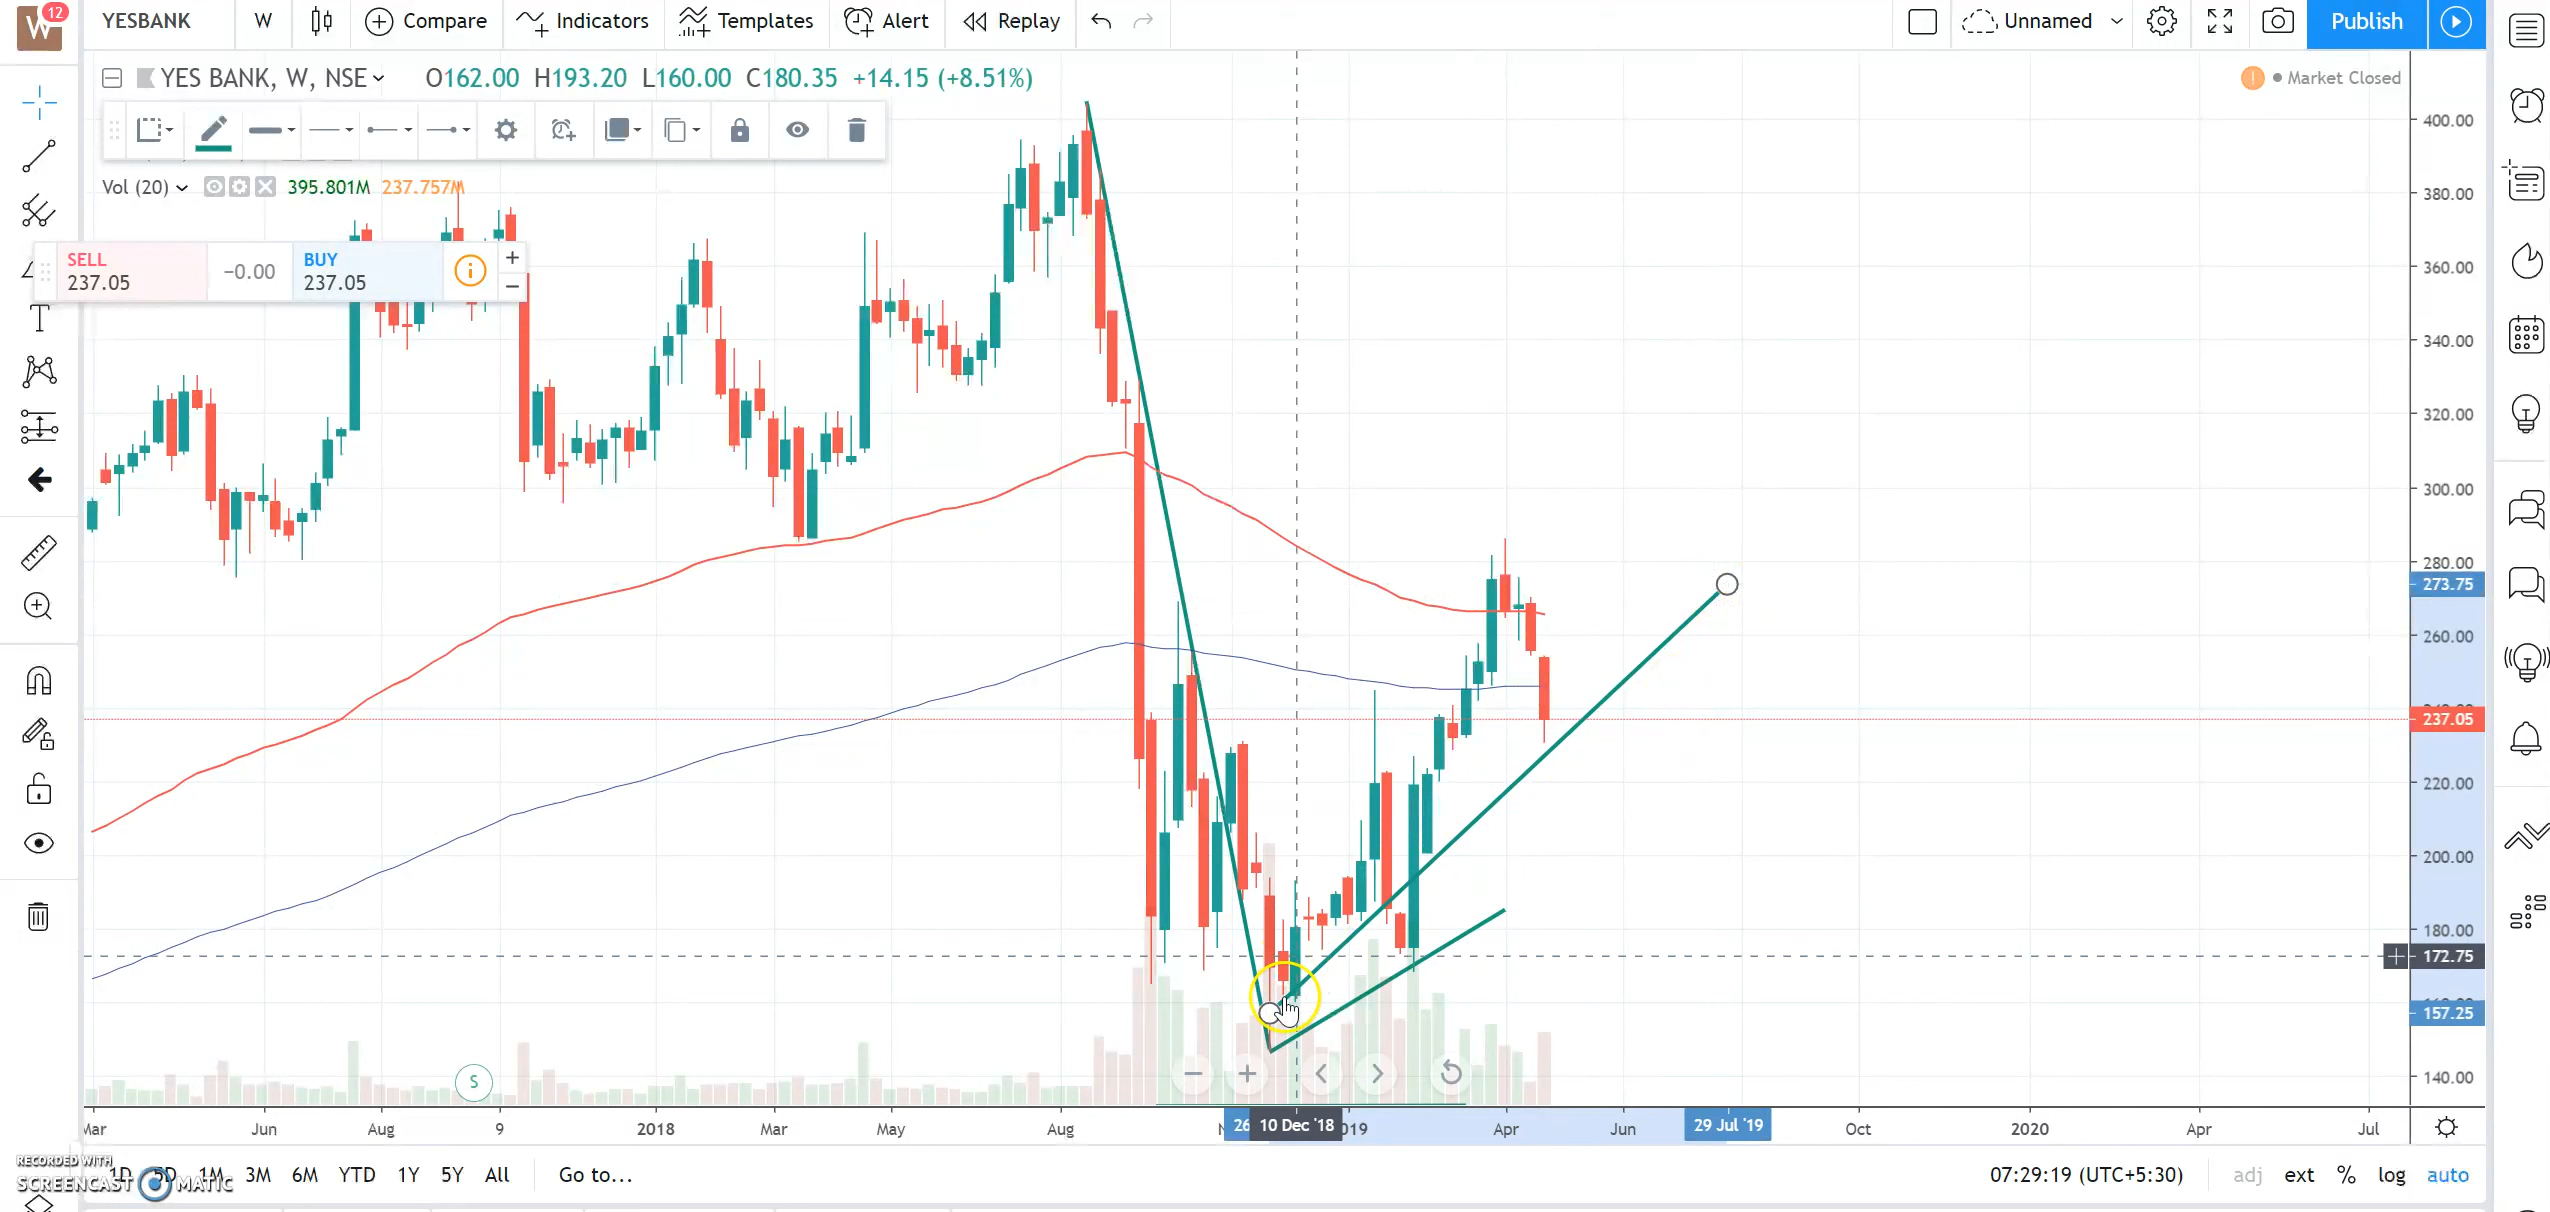 W 12 YESBANK W Compare Indicators Templates Alert Replay Unnamed Publish
YES BANK, W, NSE O162.00 H193.20 L160.00 C180.35 +14.15 (+8.51%) Market Closed
Vol (20) 395.801M 237.757M
SELL
237.05
−0.00
BUY
237.05
400.00
380.00
360.00
340.00
320.00
300.00
280.00
273.75
260.00
237.05
220.00
200.00
180.00
172.75
157.25
140.00
S
Mar Jun Aug 9 2018 Mar May Aug 26 10 Dec '18 Apr Jun 29 Jul '19 Oct 2020 Apr Jul
RECORDED WITH
SCREENCAST MATIC
1D 5D 1M 3M 6M YTD 1Y 5Y All Go to... 07:29:19 (UTC+5:30) adj ext % log auto